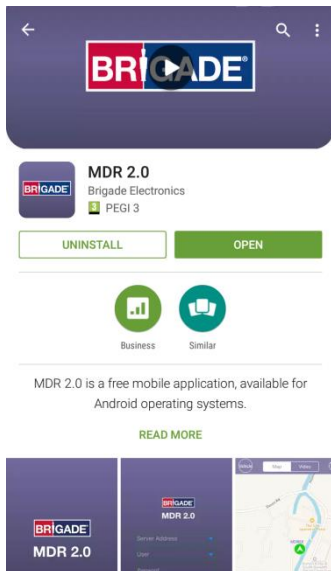 BRIGADE®
BRIGADE
MDR 2.0
Brigade Electronics
3 PEGI 3
UNINSTALL
OPEN
Business
Similar
MDR 2.0 is a free mobile application, available for
Android operating systems.
READ MORE
BRIGADE
MDR 2.0
BRIGADE
MDR 2.0
Server Address
User
Map
Video